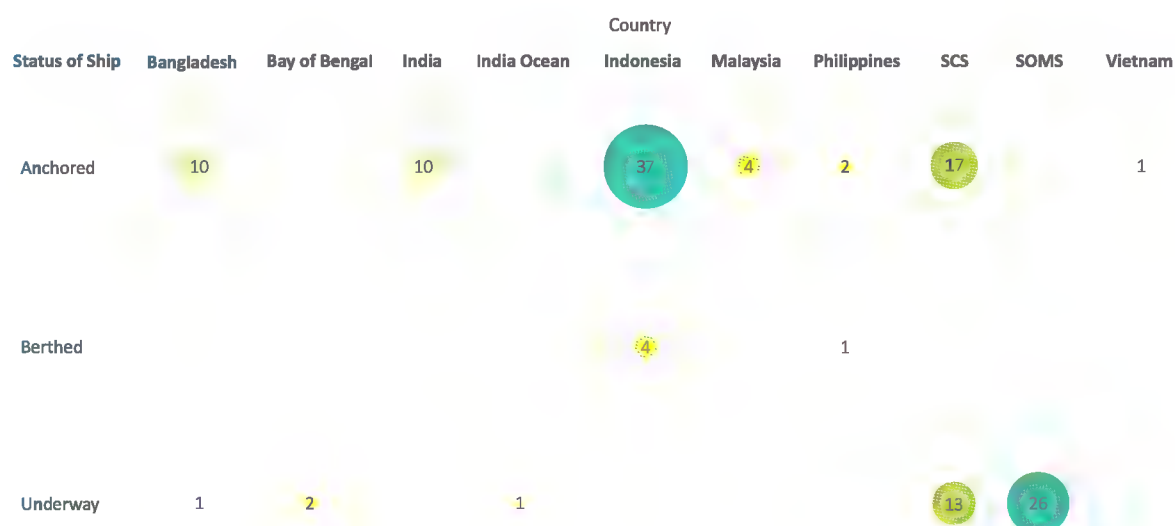 Country
Status of Ship Bangladesh Bay of Bengal India India Ocean Indonesia Malaysia Philippines SCS SOMS Vietnam
Anchored 10 10 37 4 2 17 1
Berthed 4 1
Underway 1 2 1 13 26